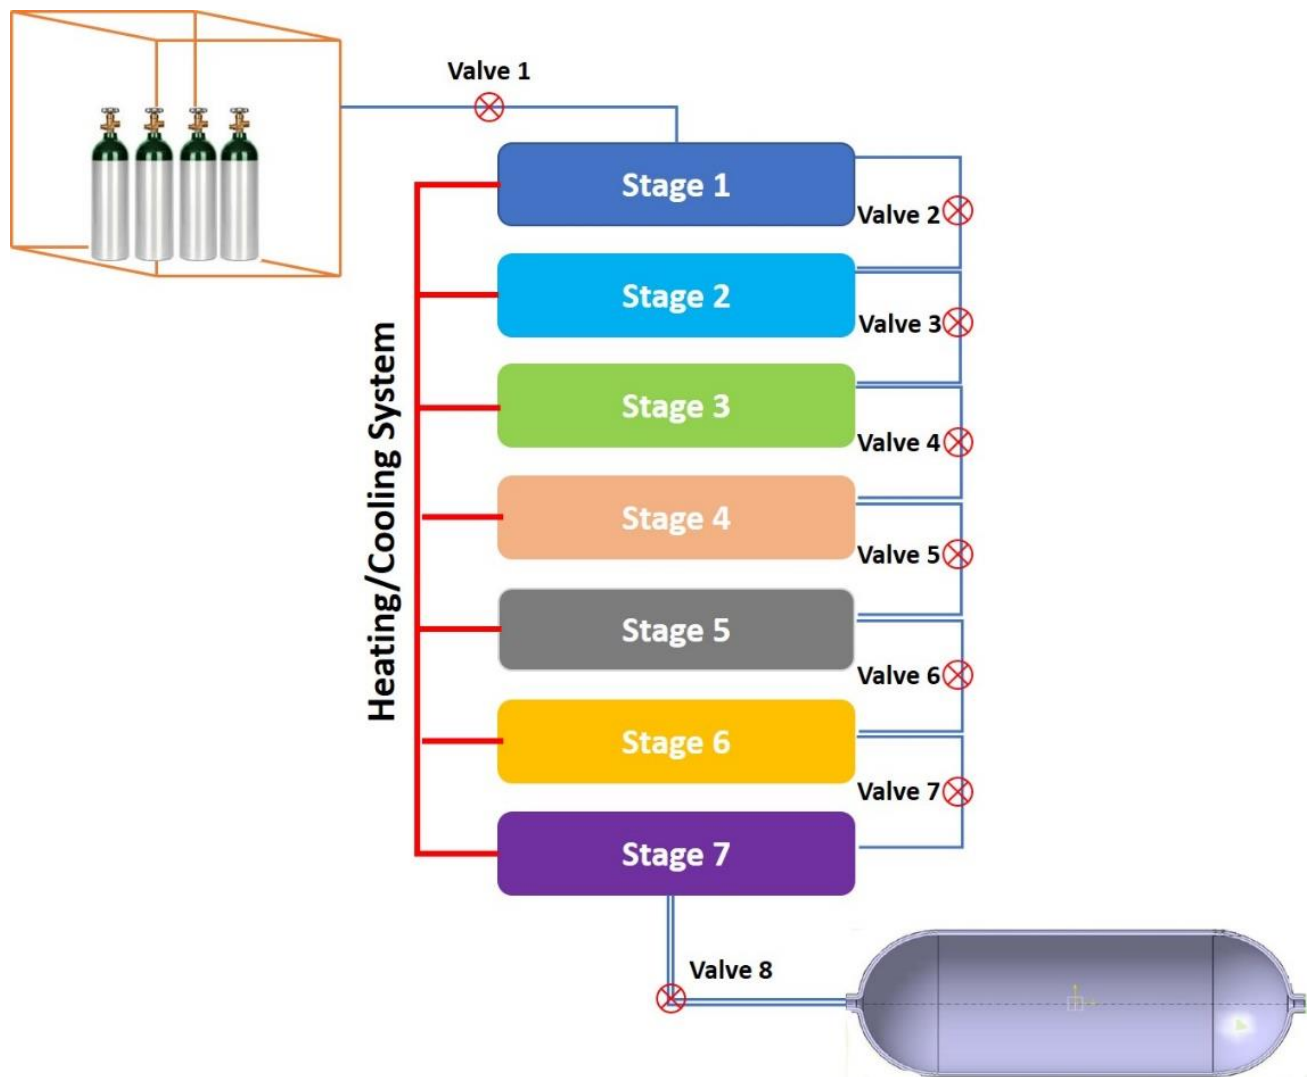 Valve 1
Stage 1
Valve 2
Stage 2
Valve 3
Stage 3
Valve 4
Stage 4
Valve 5
Stage 5
Valve 6
Stage 6
Valve 7
Stage 7
Heating/Cooling System
Valve 8